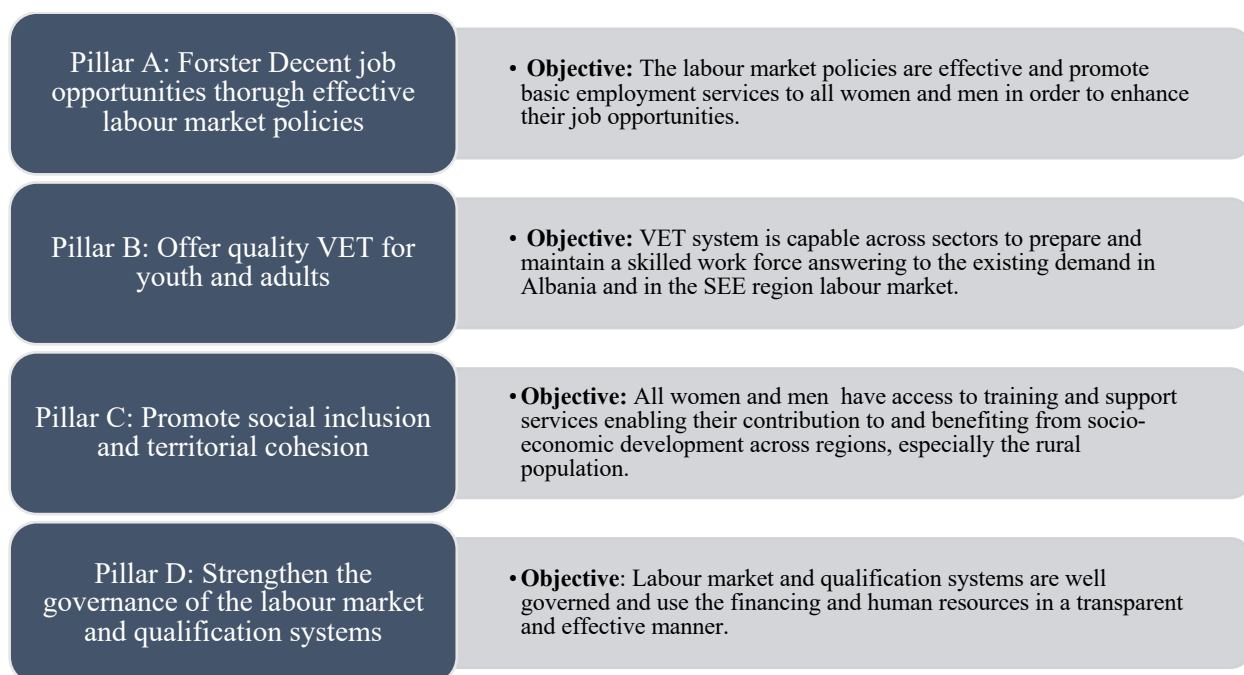 Pillar A: Forster Decent job
opportunities thorugh effective
labour market policies
• Objective: The labour market policies are effective and promote
basic employment services to all women and men in order to enhance
their job opportunities.
Pillar B: Offer quality VET for
youth and adults
• Objective: VET system is capable across sectors to prepare and
maintain a skilled work force answering to the existing demand in
Albania and in the SEE region labour market.
Pillar C: Promote social inclusion
and territorial cohesion
• Objective: All women and men have access to training and support
services enabling their contribution to and benefiting from socio-
economic development across regions, especially the rural
population.
Pillar D: Strengthen the
governance of the labour market
and qualification systems
• Objective: Labour market and qualification systems are well
governed and use the financing and human resources in a transparent
and effective manner.